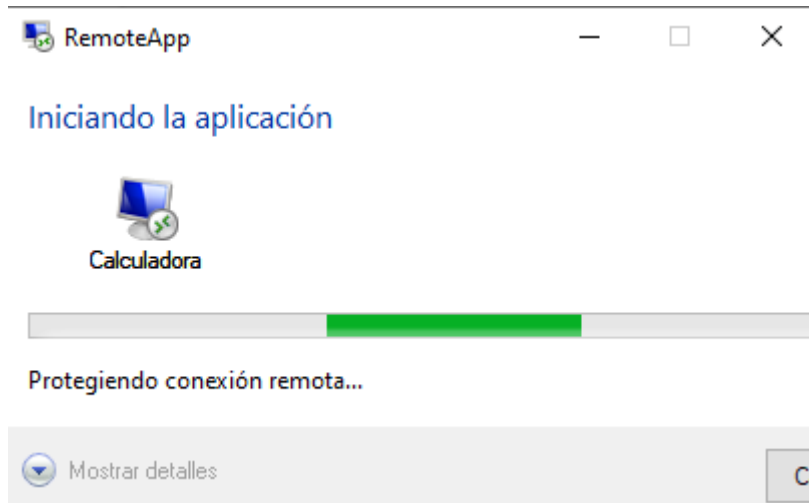 RemoteApp
Iniciando la aplicación
Calculadora
Protegiendo conexión remota...
Mostrar detalles